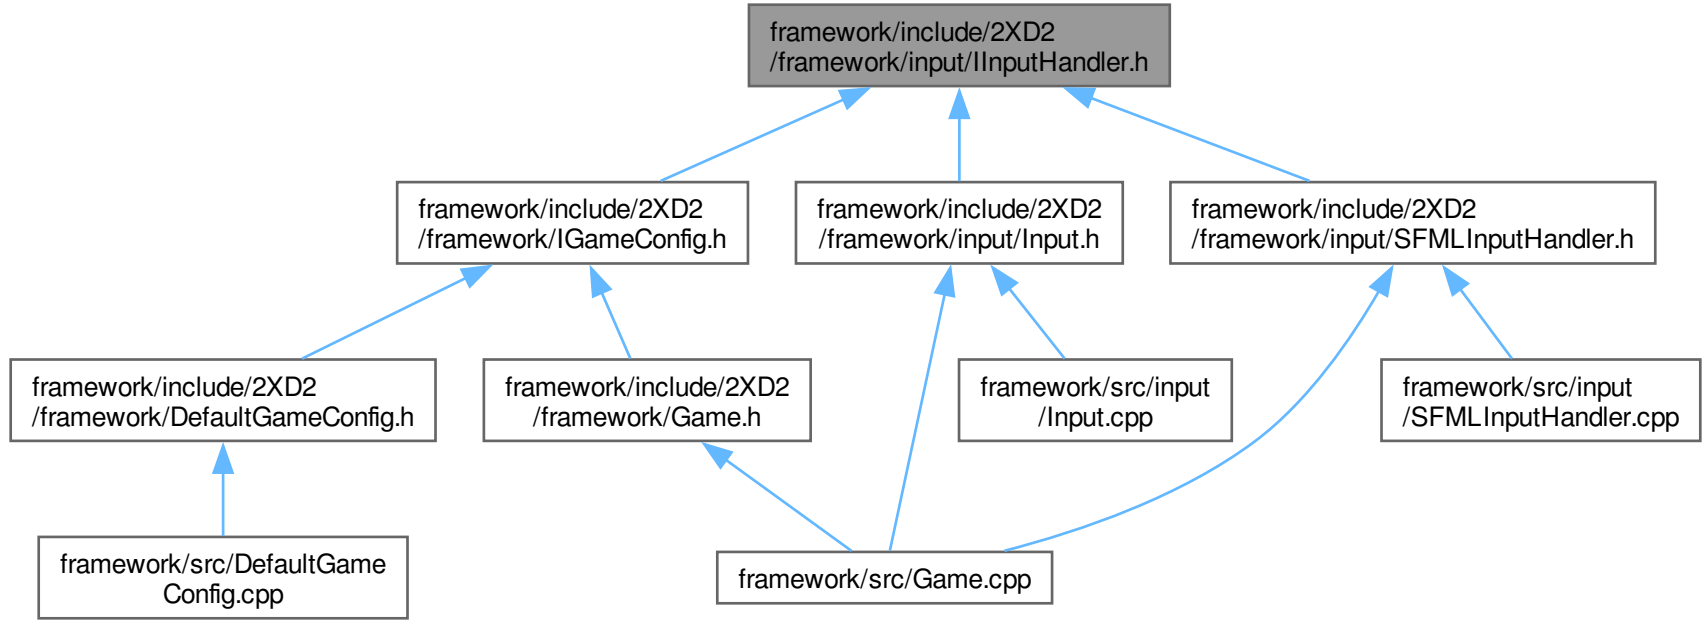 framework/include/2XD2
/framework/input/IInputHandler.h
framework/include/2XD2
/framework/IGameConfig.h
framework/include/2XD2
/framework/input/Input.h
framework/include/2XD2
/framework/input/SFMLInputHandler.h
framework/include/2XD2
/framework/DefaultGameConfig.h
framework/include/2XD2
/framework/Game.h
framework/src/input
/Input.cpp
framework/src/input
/SFMLInputHandler.cpp
framework/src/DefaultGame
Config.cpp
framework/src/Game.cpp